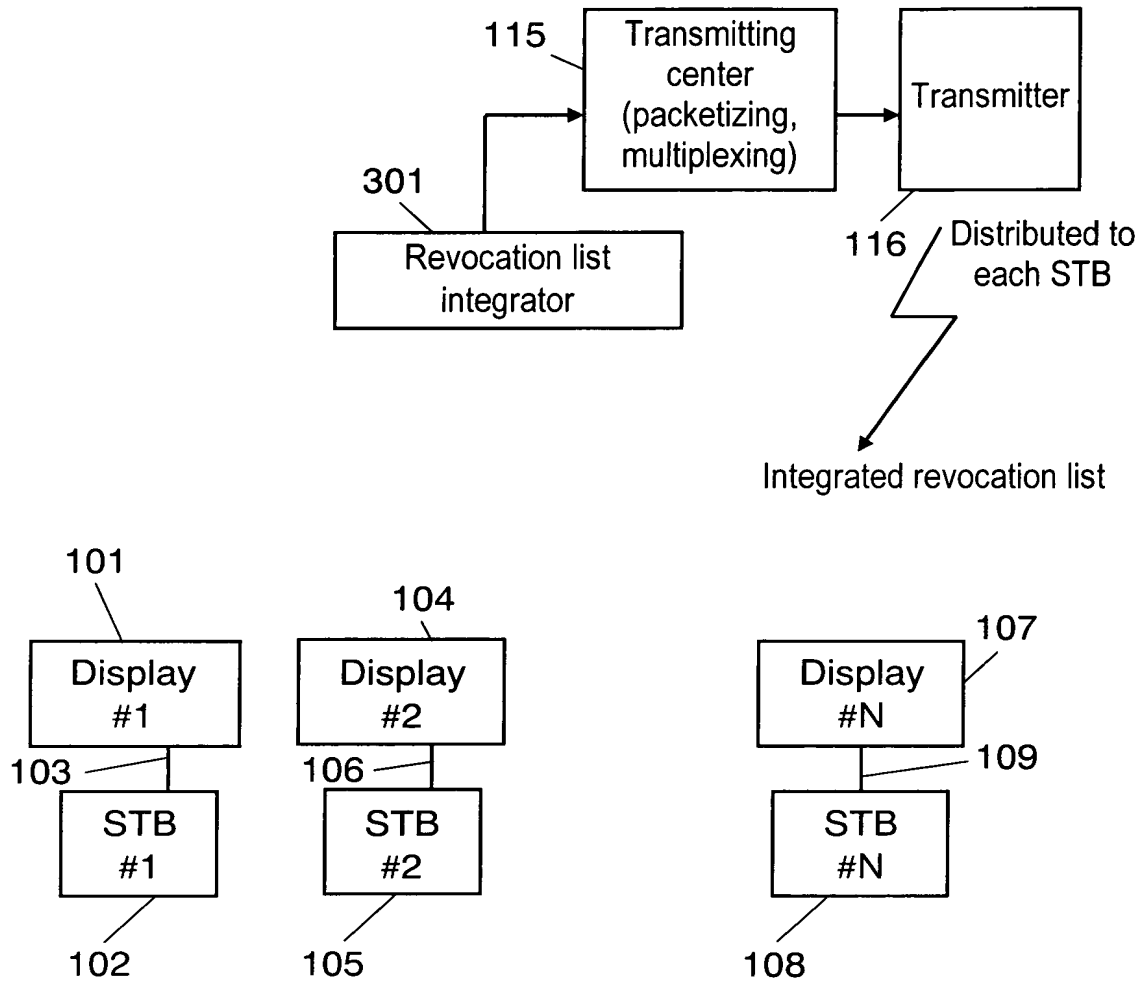 115
Transmitting
center
(packetizing,
multiplexing)
Transmitter
301
Revocation list
integrator
116
Distributed to
each STB
Integrated revocation list
101
Display
#1
103
STB
#1
102
104
Display
#2
106
STB
#2
105
107
Display
#N
109
STB
#N
108